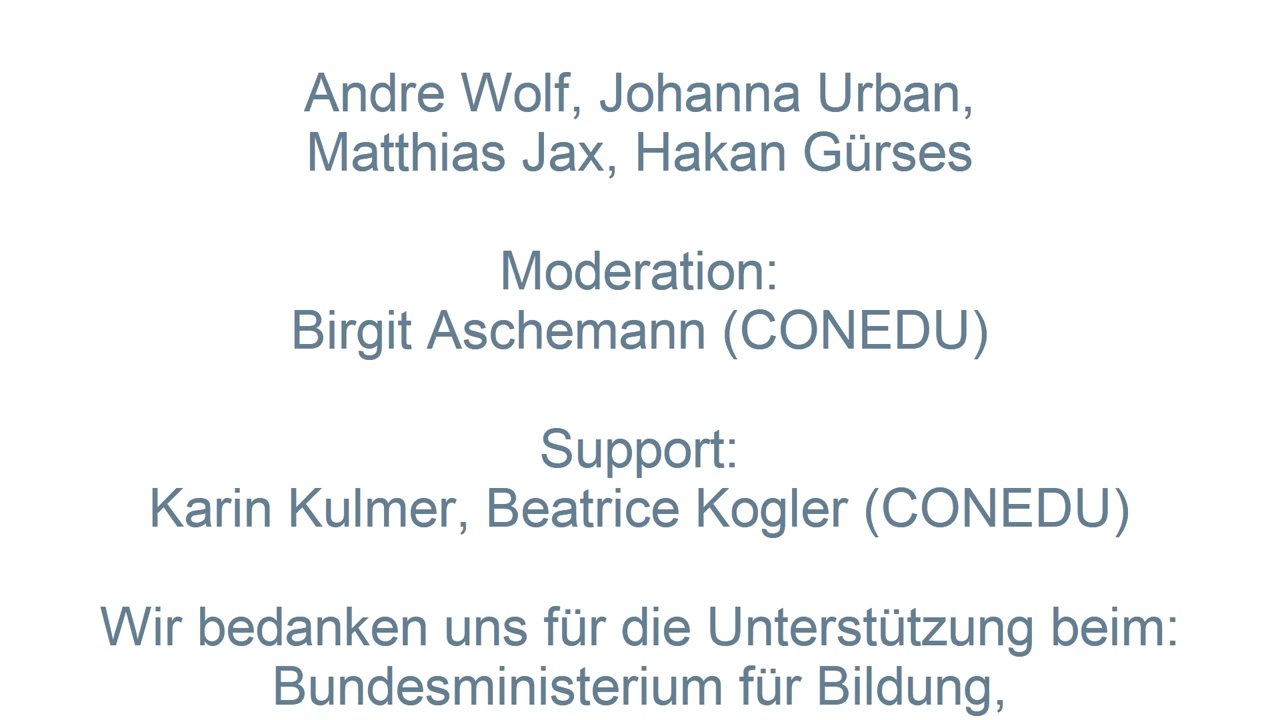 Andre Wolf, Johanna Urban,
Matthias Jax, Hakan Gürses
Moderation:
Birgit Aschemann (CONEDU)
Support:
Karin Kulmer, Beatrice Kogler (CONEDU)
Wir bedanken uns für die Unterstützung beim:
Bundesministerium für Bildung,